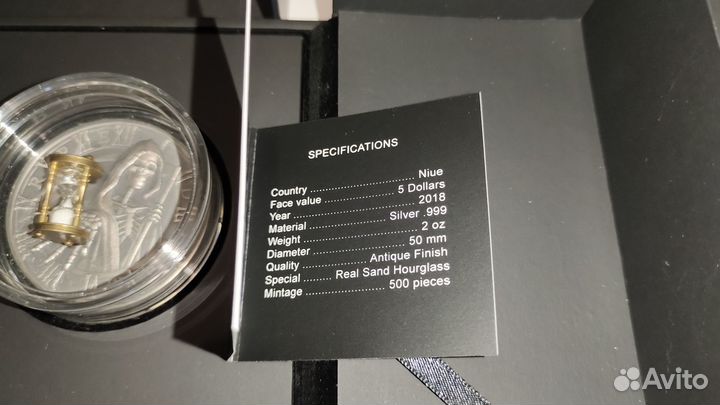 SPECIFICATIONS
Country .......................... Niue
Face value ............... 5 Dollars
Year ................................ 2018
Material ................. Silver .999
Weight ............................. 2 oz
Diameter ...................... 50 mm
Quality ............... Antique Finish
Special ....... Real Sand Hourglass
Mintage .................... 500 pieces
Avito